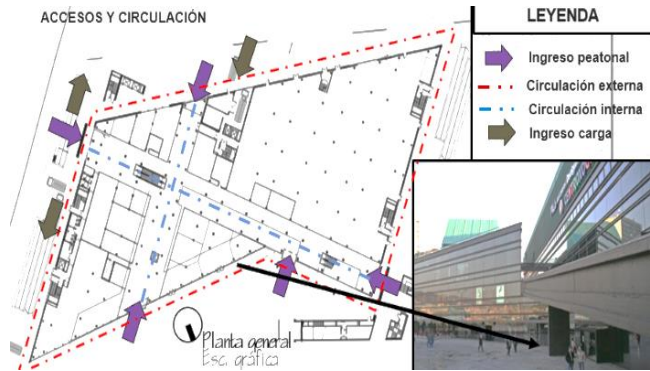 ACCESOS Y CIRCULACIÓN
LEYENDA
Ingreso peatonal
Circulación externa
Circulación interna
Ingreso carga
Planta general
Esc. gráfica